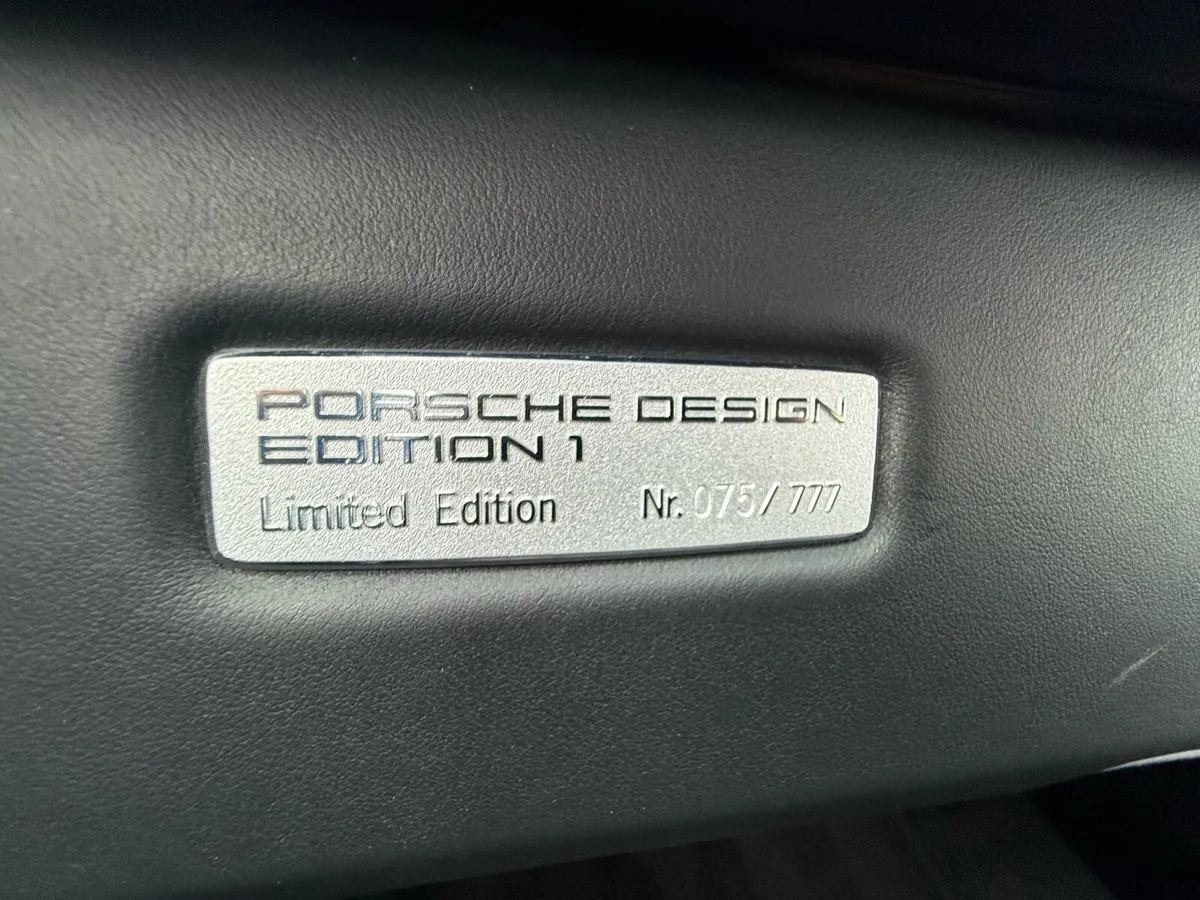 PORSCHE DESIGN
EDITION 1
Limited Edition Nr. 075/777